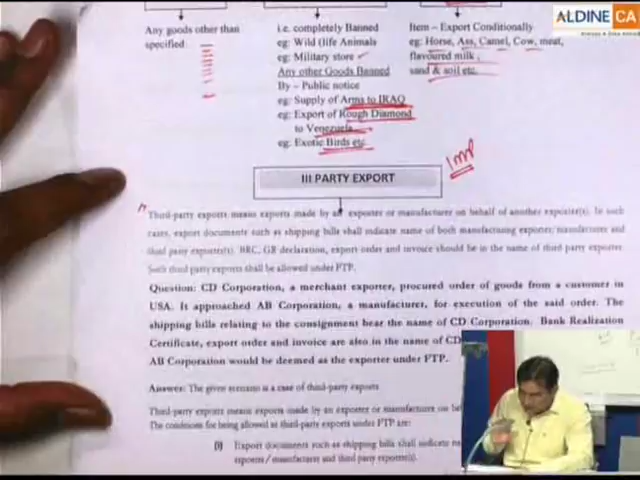 ALDINE CA
Any goods other than
specified
i.e. completely Banned
eg: Wild (life Animals
eg: Military store
Any other Goods Banned
By – Public notice
eg: Supply of Arms to IRAQ
eg: Export of Rough Diamond
to Venezuela
eg: Exotic Birds etc
Item – Export Conditionally
eg: Horse, Ass, Camel, Cow, meat,
flavoured milk,
sand & soil etc.
Imp
III PARTY EXPORT
Third-party exports means exports made by an exporter or manufacturer on behalf of another exporter(s). In such
cases, export documents such as shipping bills shall indicate name of both manufacturing exporter/manufacturer and
third party exporter(s). BRC, GR declaration, export order and invoice should be in the name of third party exporter.
Such third party exports shall be allowed under FTP.
Question: CD Corporation, a merchant exporter, procured order of goods from a customer in
USA. It approached AB Corporation, a manufacturer, for execution of the said order. The
shipping bills relating to the consignment bear the name of CD Corporation. Bank Realization
Certificate, export order and invoice are also in the name of CD
AB Corporation would be deemed as the exporter under FTP.
Answer: The given scenario is a case of third-party exports
Third-party exports means exports made by an exporter or manufacturer on
The conditions for being allowed as third-party exports are:
(i) Export documents such as shipping bills shall indicate
exporter/manufacturer and third party exporter(s).